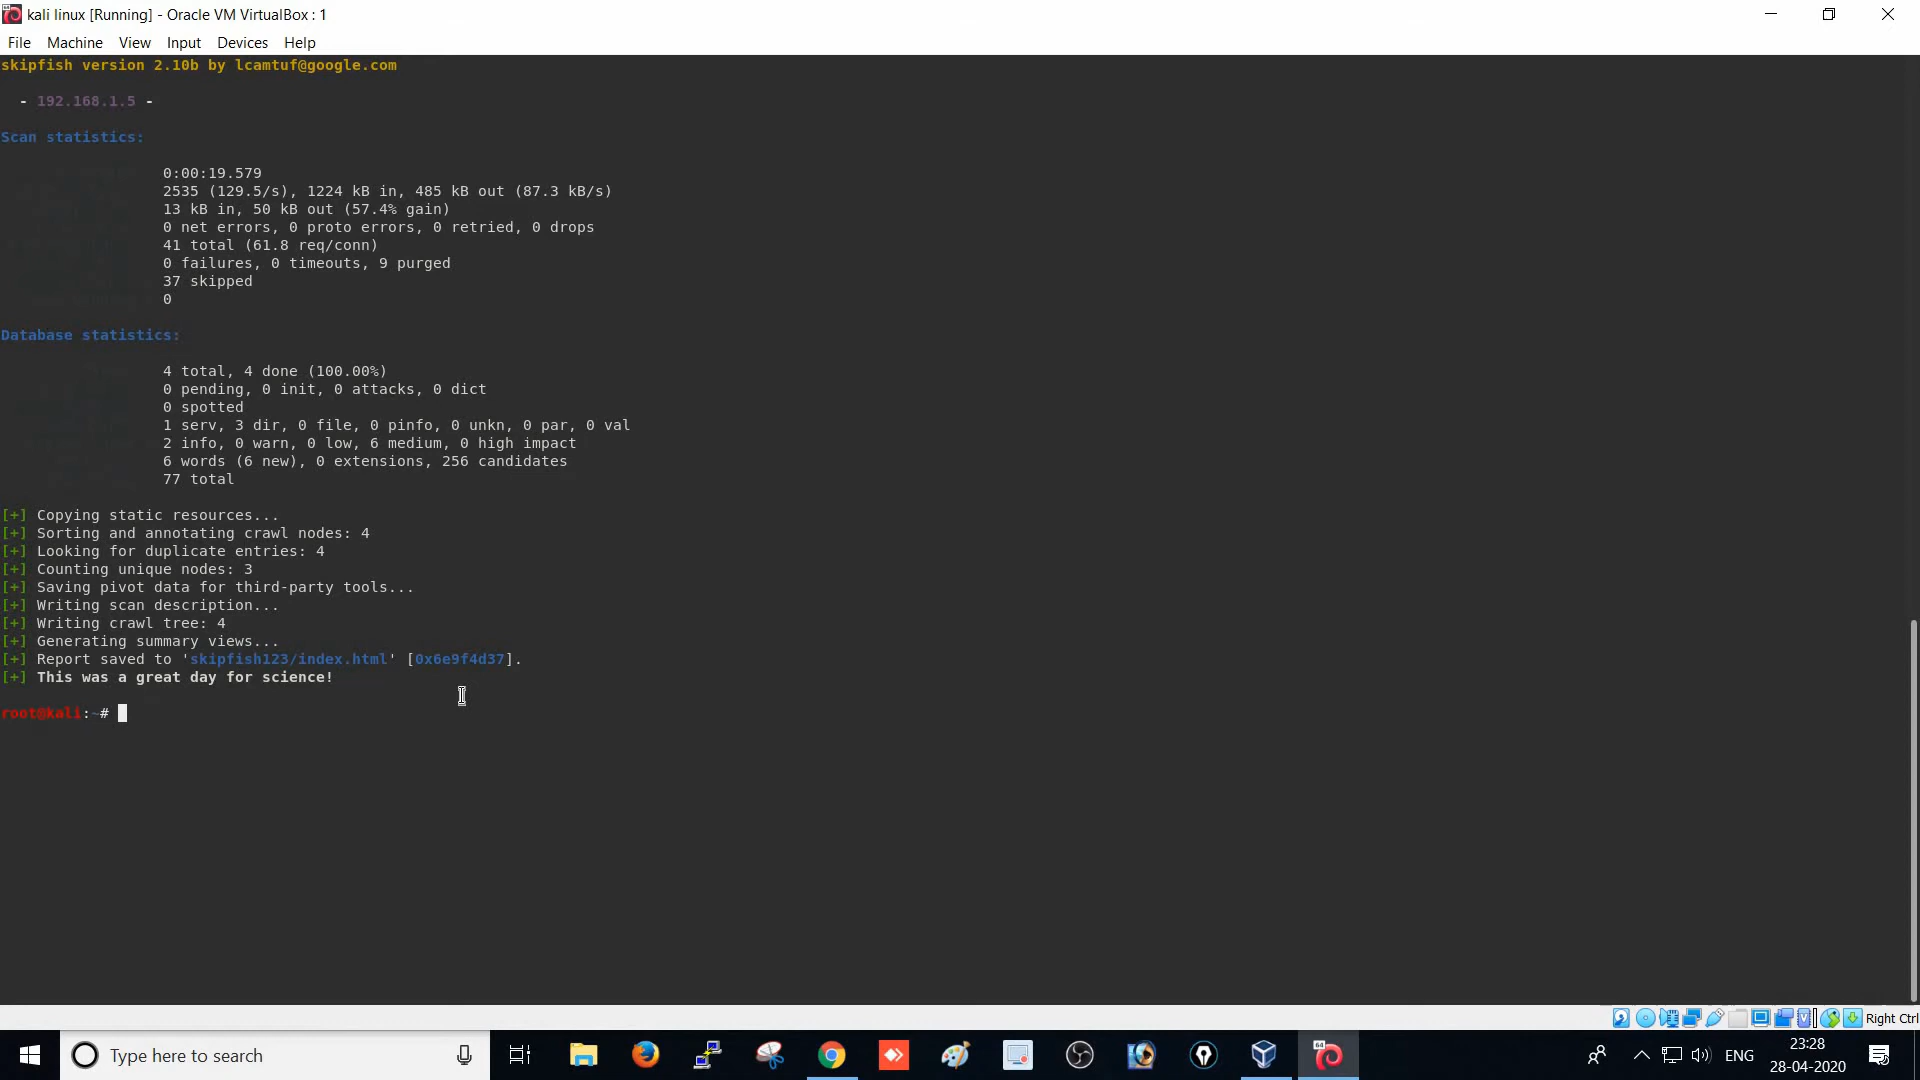 kali linux [Running] - Oracle VM VirtualBox : 1
File Machine View Input Devices Help
skipfish version 2.10b by lcamtuf@google.com
- 192.168.1.5 -
Scan statistics:
0:00:19.579
2535 (129.5/s), 1224 kB in, 485 kB out (87.3 kB/s)
13 kB in, 50 kB out (57.4% gain)
0 net errors, 0 proto errors, 0 retried, 0 drops
41 total (61.8 req/conn)
0 failures, 0 timeouts, 9 purged
37 skipped
0
Database statistics:
4 total, 4 done (100.00%)
0 pending, 0 init, 0 attacks, 0 dict
0 spotted
1 serv, 3 dir, 0 file, 0 pinfo, 0 unkn, 0 par, 0 val
2 info, 0 warn, 0 low, 6 medium, 0 high impact
6 words (6 new), 0 extensions, 256 candidates
77 total
[+] Copying static resources...
[+] Sorting and annotating crawl nodes: 4
[+] Looking for duplicate entries: 4
[+] Counting unique nodes: 3
[+] Saving pivot data for third-party tools...
[+] Writing scan description...
[+] Writing crawl tree: 4
[+] Generating summary views...
[+] Report saved to 'skipfish123/index.html' [0x6e9f4d37].
[+] This was a great day for science!
root@kali:~#
Right Ctrl
Type here to search
ENG
23:28
28-04-2020